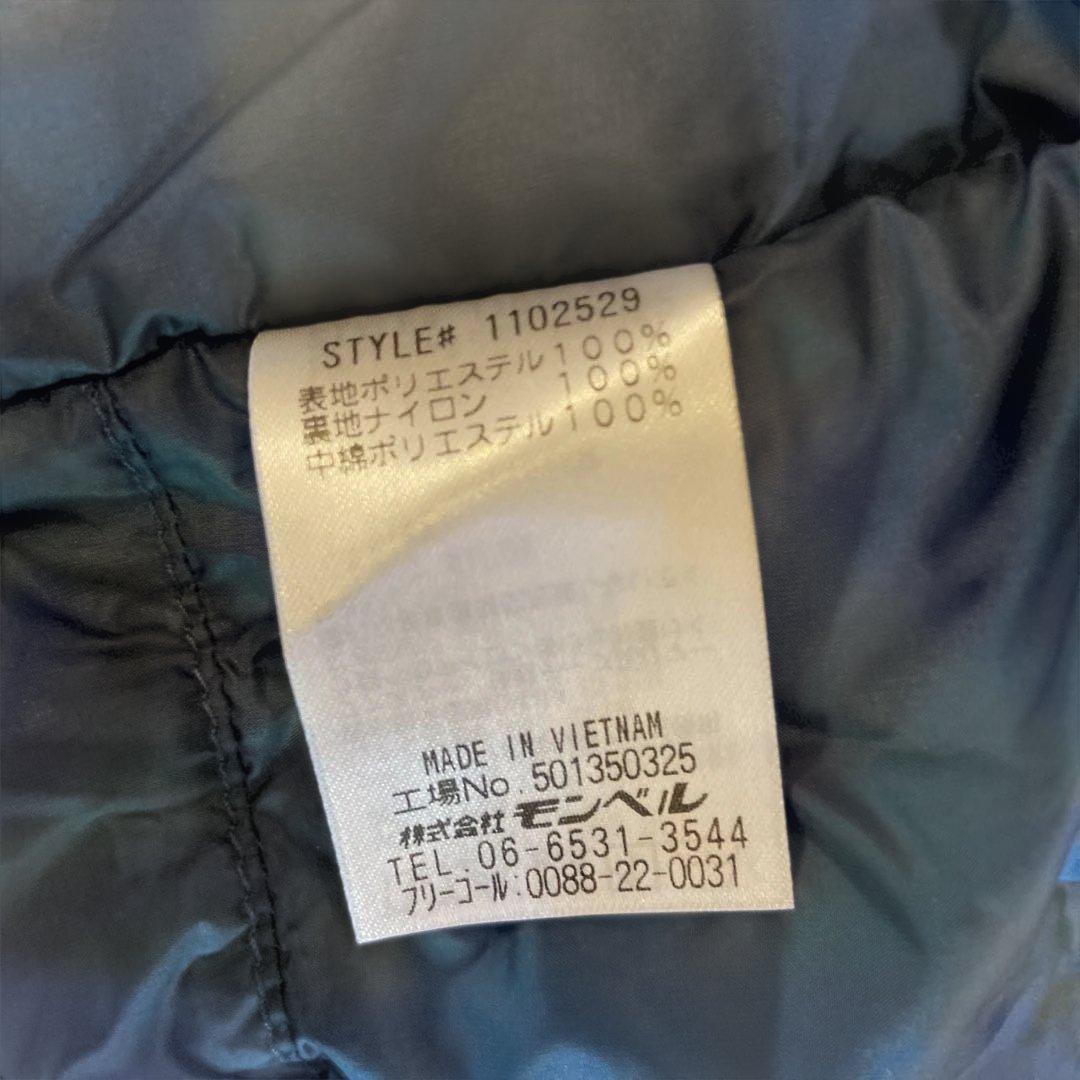 STYLE# 1102529
表地ポリエステル100%
裏地ナイロン 100%
中綿ポリエステル100%
MADE IN VIETNAM
工場No.501350325
株式会社モンベル
TEL.06-6531-3544
フリーコール:0088-22-0031